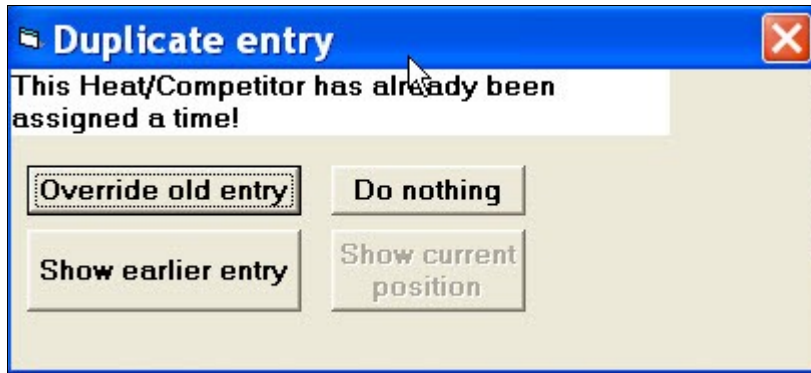 Duplicate entry
This Heat/Competitor has already been
assigned a time!
Override old entry
Do nothing
Show earlier entry
Show current
position